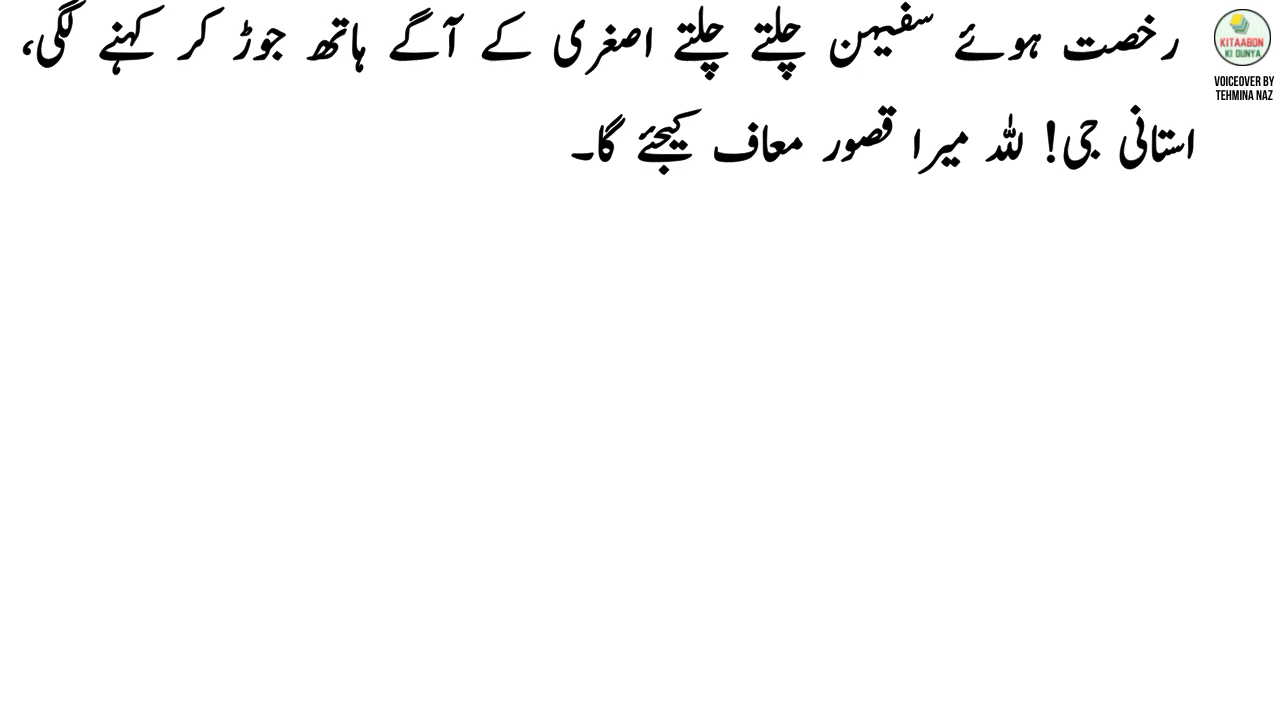 رخصت ہوئے سفیہن چلتے چلتے اصغری کے آگے ہاتھ جوڑ کر کہنے لگی،
استانی جی! للہ میرا قصور معاف کیجئے گا۔
KITAABON
KI DUNYA
VOICEOVER BY
TEHMINA NAZ